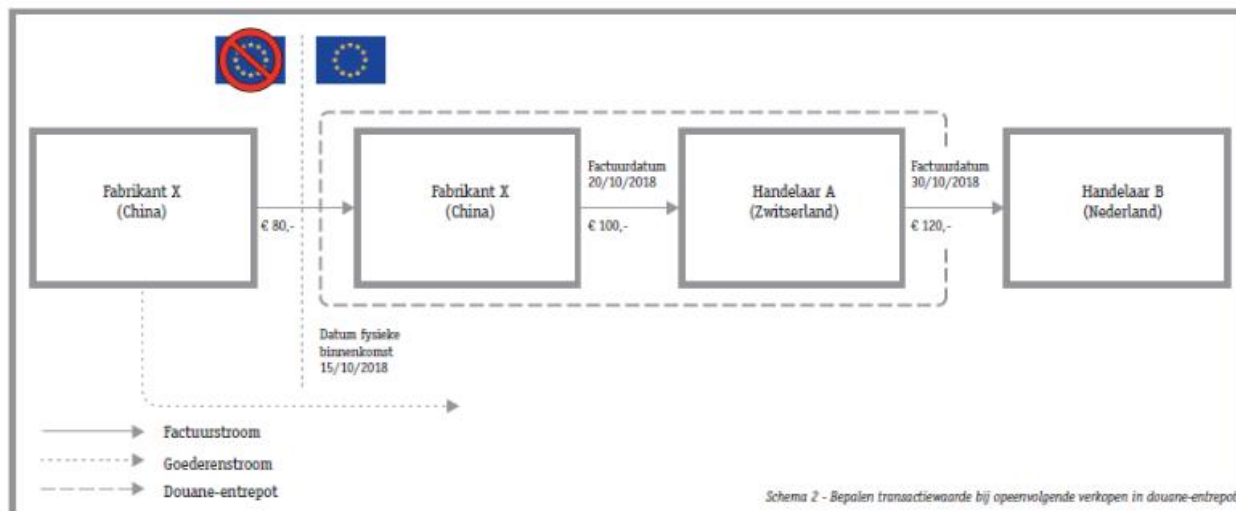 Fabrikant X
(China)
€ 80,-
Fabrikant X
(China)
Factuurdatum
20/10/2018
€ 100,-
Handelaar A
(Zwitserland)
Factuurdatum
30/10/2018
€ 120,-
Handelaar B
(Nederland)
Datum fysieke
binnenkomst
15/10/2018
Factuurstroom
Goederenstroom
Douane-entrepot
Schema 2 - Bepalen transactiewaarde bij opeenvolgende verkopen in douane-entrepot